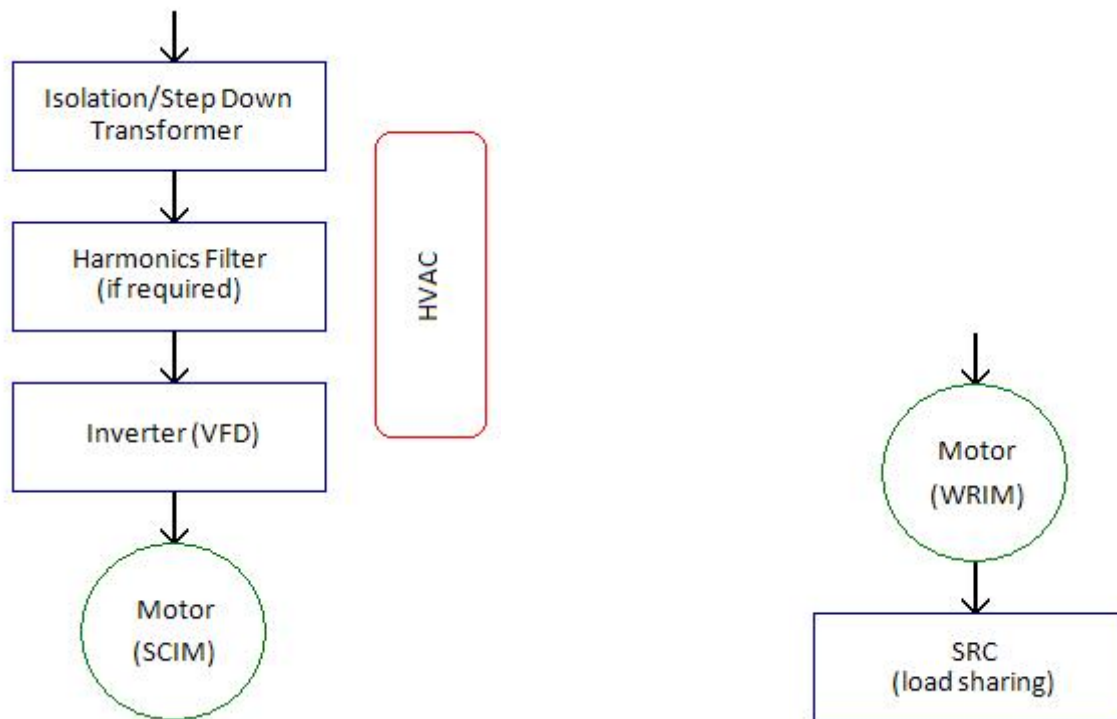 Isolation/Step Down
Transformer
Harmonics Filter
(if required)
HVAC
Inverter (VFD)
Motor
(SCIM)
Motor
(WRIM)
SRC
(load sharing)